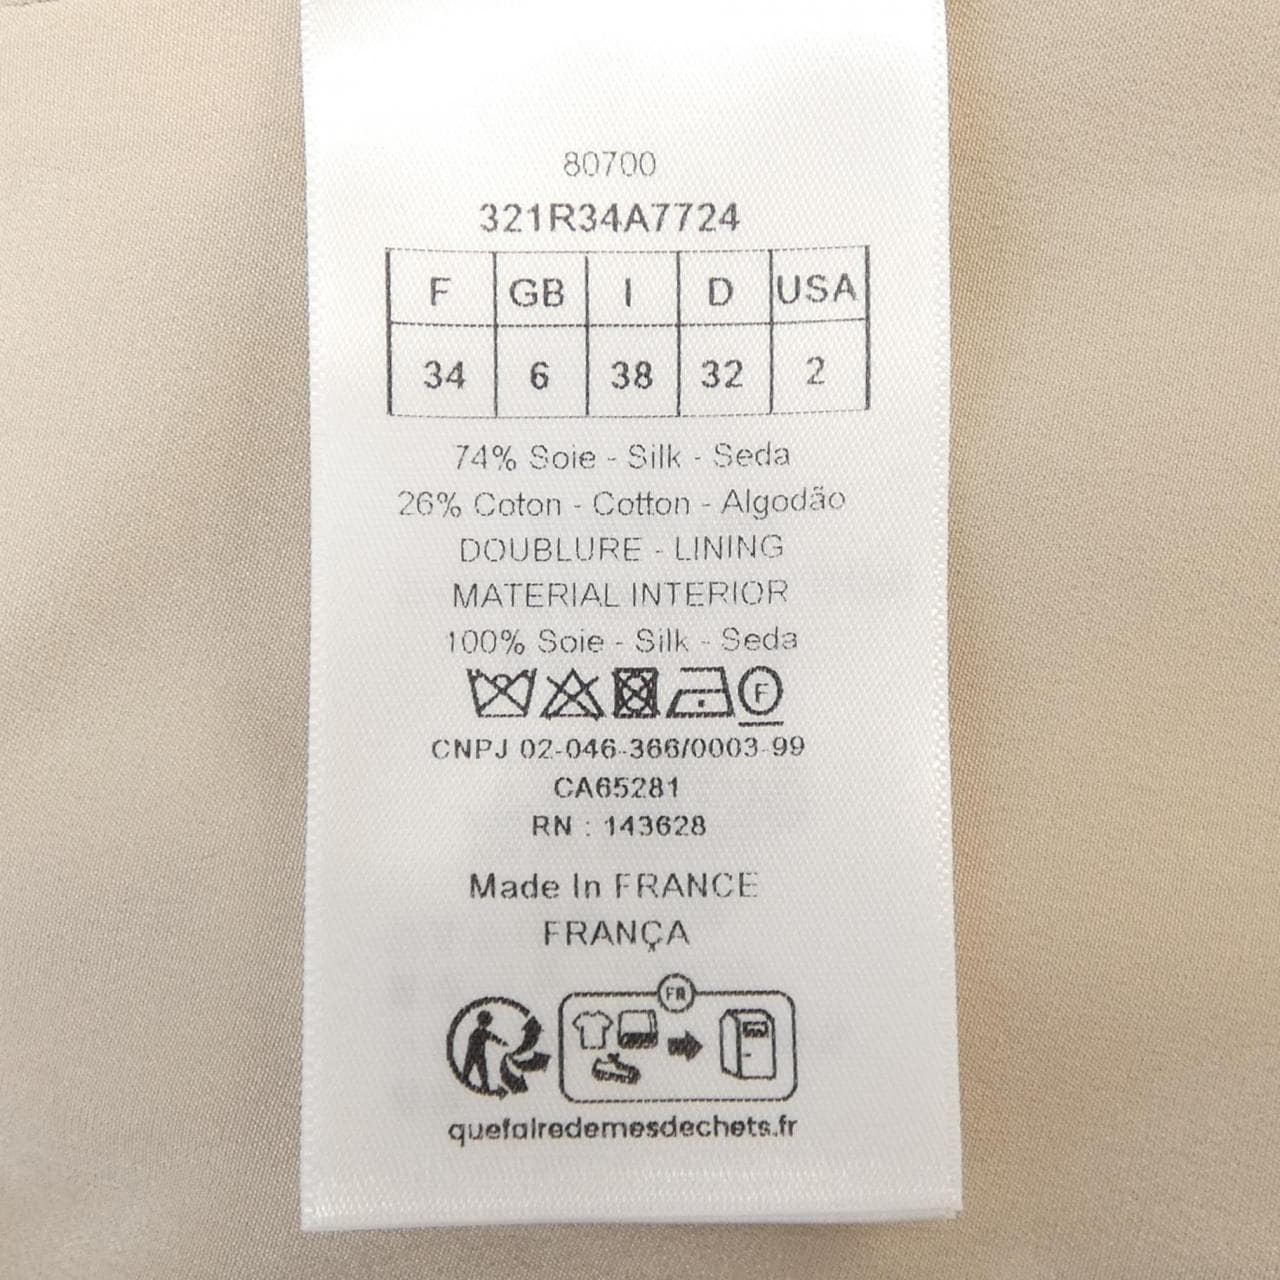 80700
321R34A7724
F GB I D USA
34 6 38 32 2
74% Soie - Silk - Seda
26% Coton - Cotton - Algodão
DOUBLURE - LINING
MATERIAL INTERIOR
100% Soie - Silk - Seda
F
CNPJ 02-046-366/0003-99
CA65281
RN : 143628
Made In FRANCE
FRANÇA
FR
quefairedemesdechets.fr